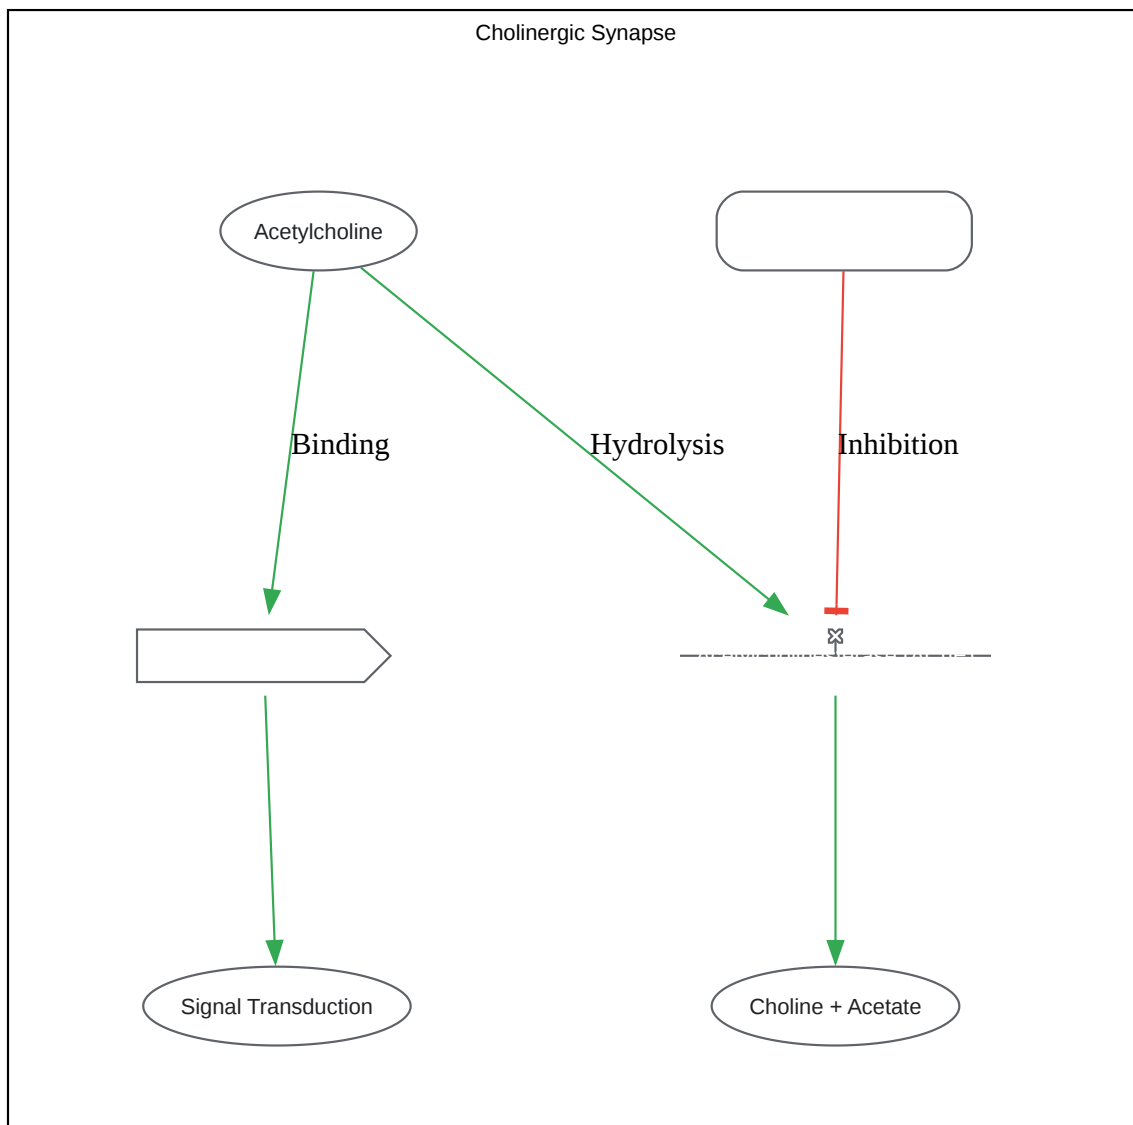 Cholinergic Synapse
Acetylcholine
Binding
Hydrolysis
Inhibition
Signal Transduction
Choline + Acetate